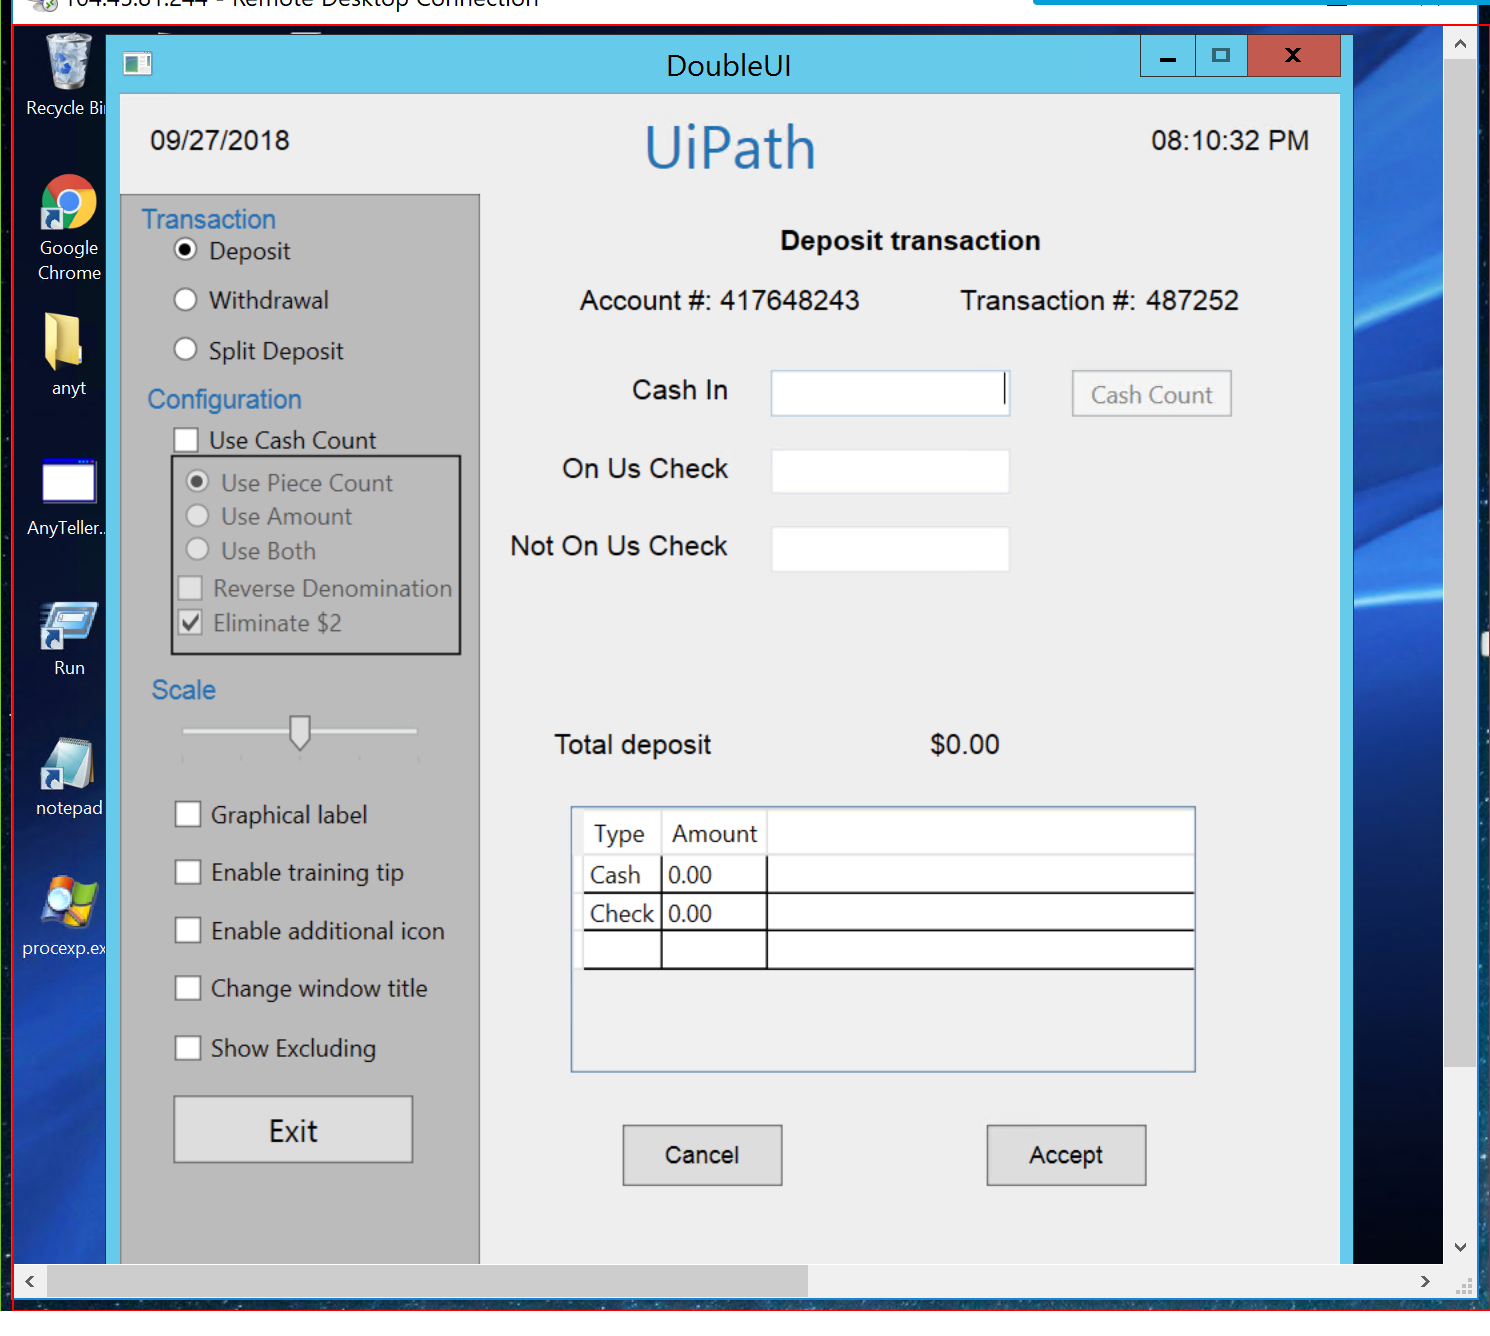 - Remote Desktop Connection
DoubleUI
Recycle Bi
09/27/2018
UiPath
08:10:32 PM
Google
Chrome
anyt
AnyTeller..
Run
notepad
procexp.ex
Transaction
Deposit
Withdrawal
Split Deposit
Configuration
Use Cash Count
Use Piece Count
Use Amount
Use Both
Reverse Denomination
Eliminate $2
Scale
Graphical label
Enable training tip
Enable additional icon
Change window title
Show Excluding
Exit
Deposit transaction
Account #: 417648243 Transaction #: 487252
Cash In
Cash Count
On Us Check
Not On Us Check
Total deposit $0.00
Type Amount
Cash 0.00
Check 0.00
Cancel Accept